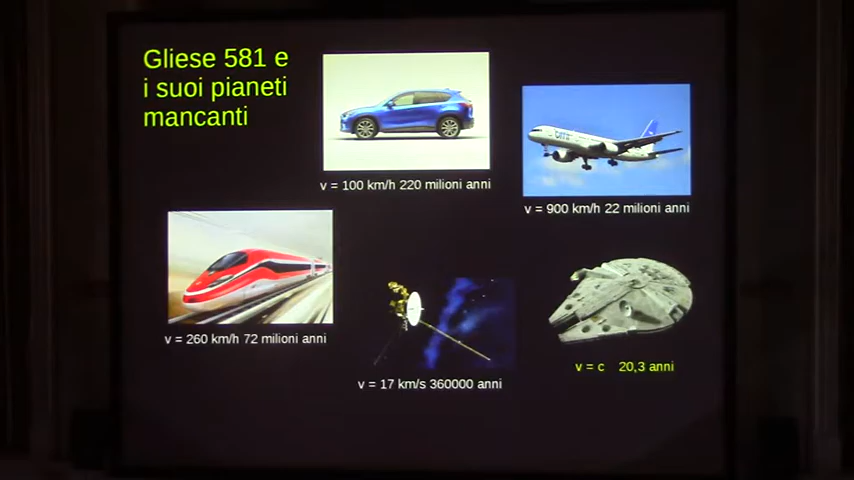 Gliese 581 e
i suoi pianeti
mancanti
v = 100 km/h 220 milioni anni
v = 900 km/h 22 milioni anni
v = 260 km/h 72 milioni anni
v = 17 km/s 360000 anni
v = c 20,3 anni